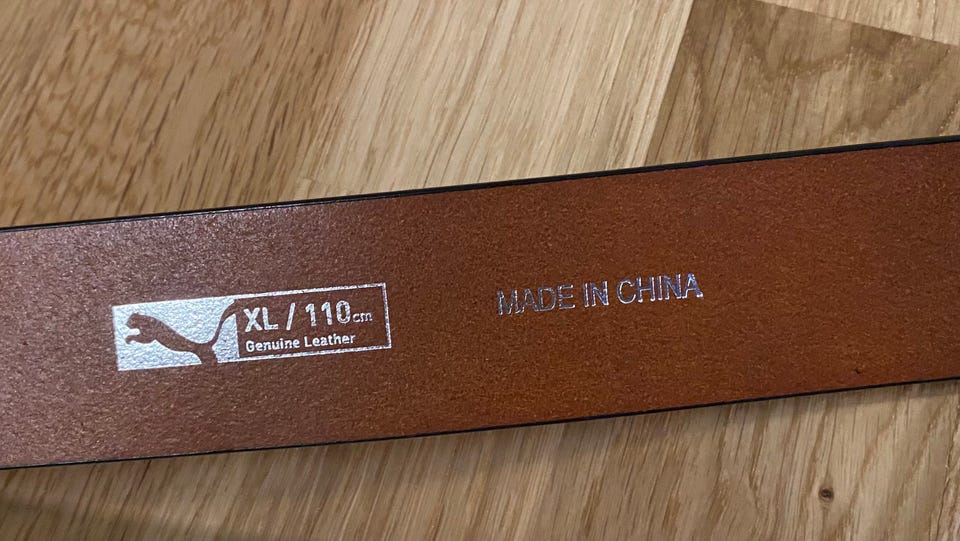 XL / 110cm
Genuine Leather
MADE IN CHINA